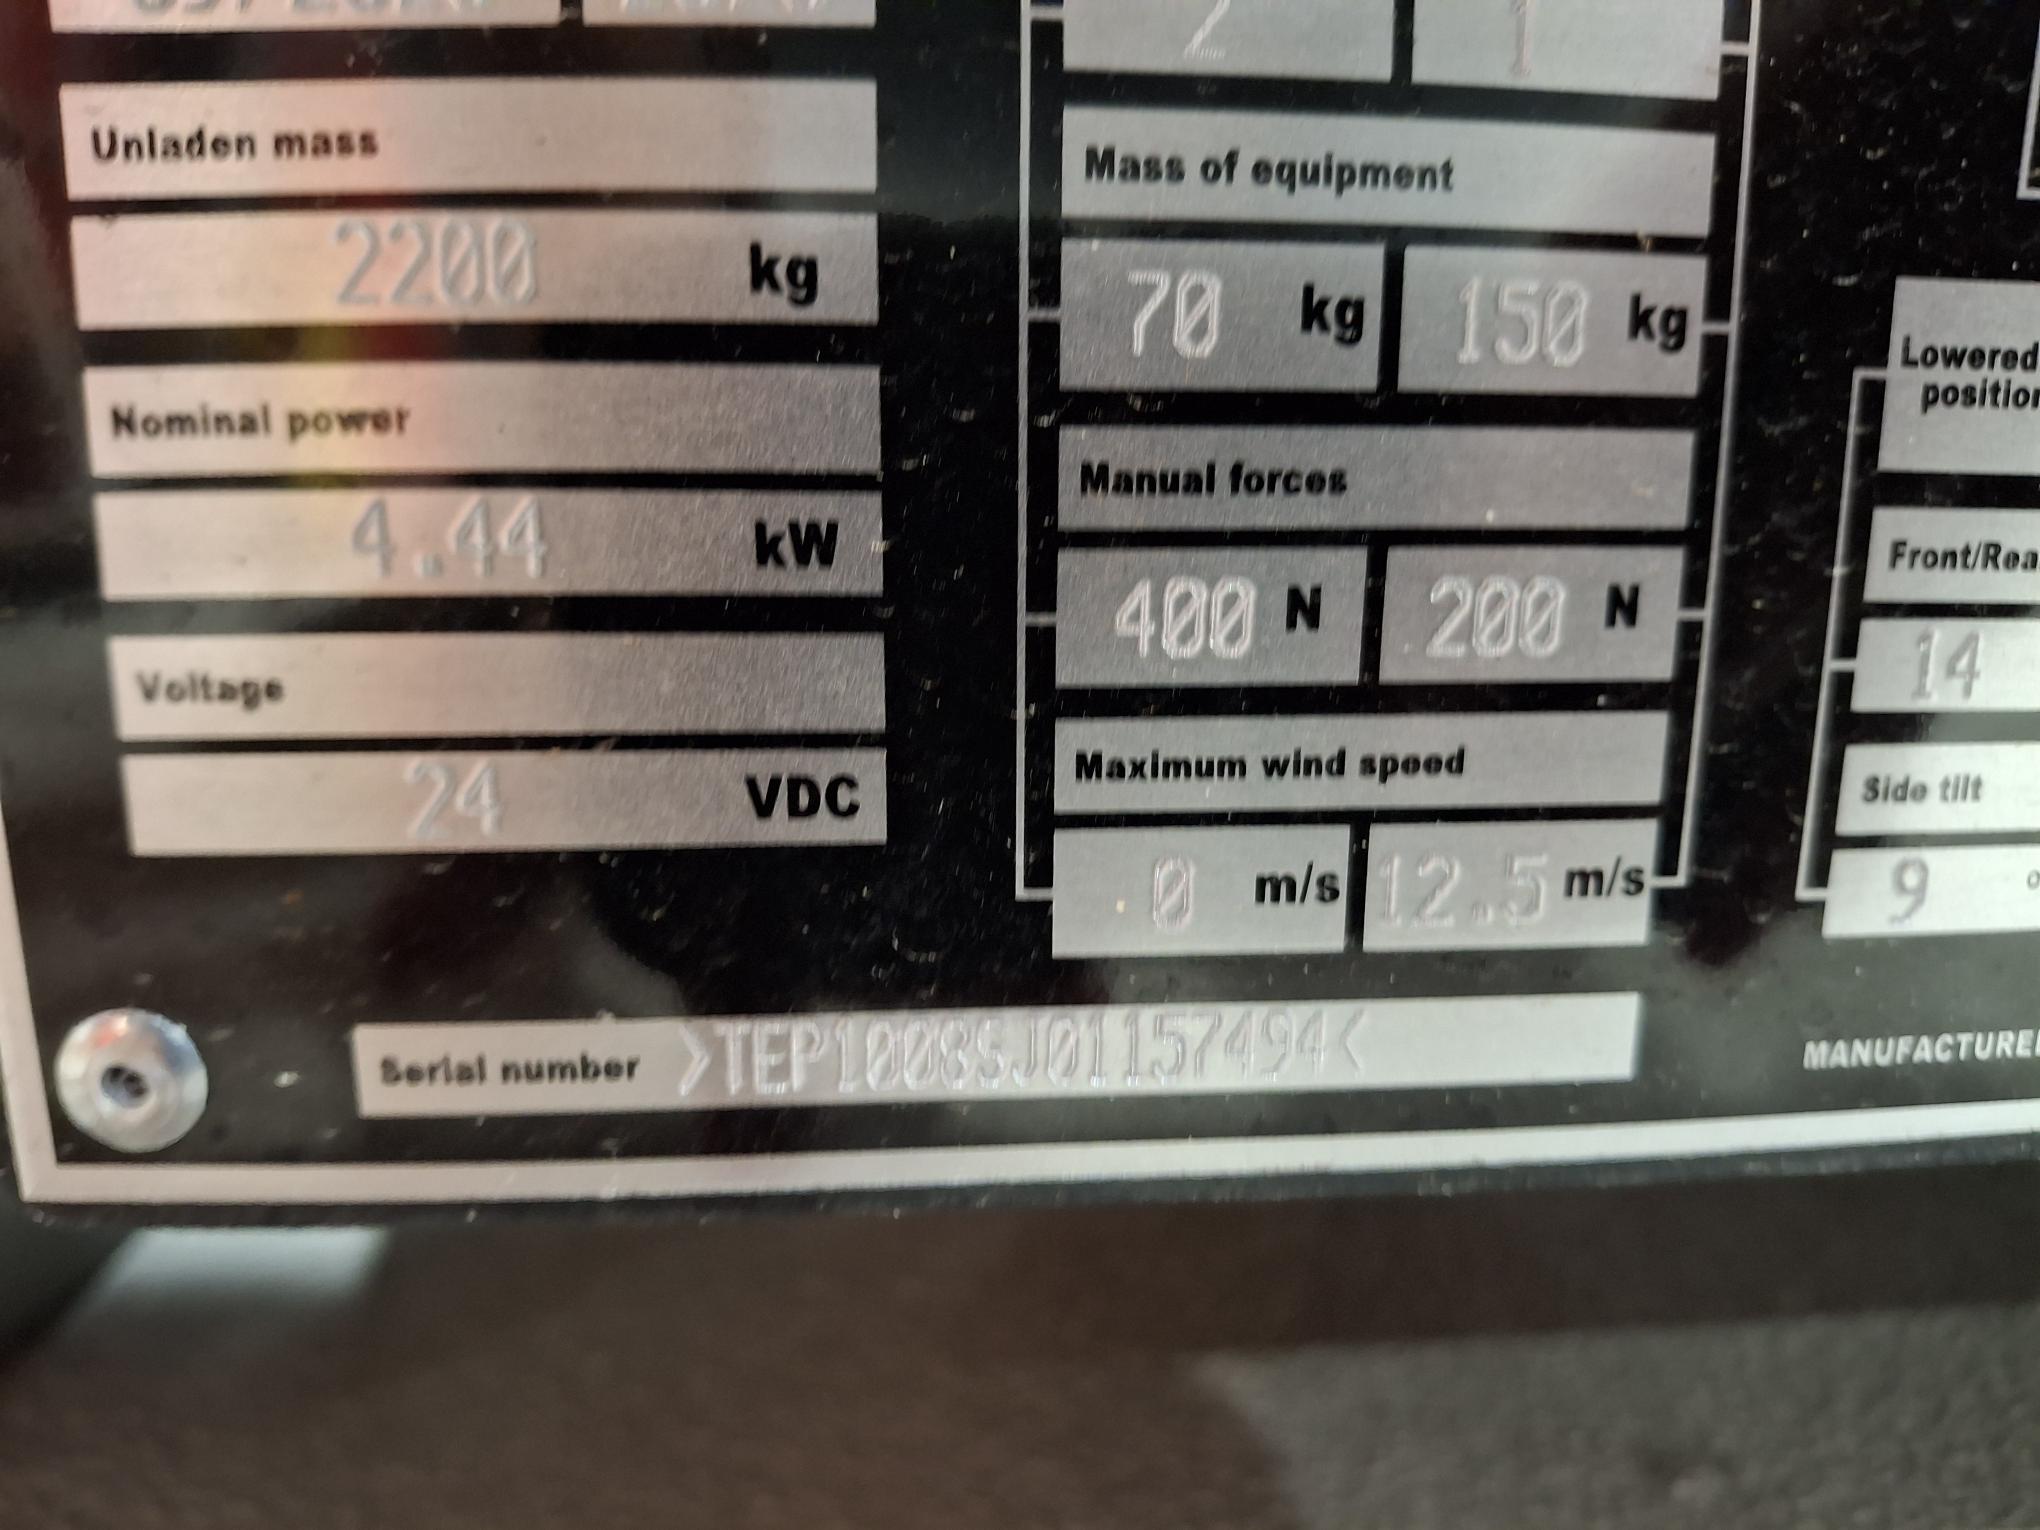 2 1
Unladen mass
2200 kg
Nominal power
4.44 kW
Voltage
24 VDC
Mass of equipment
70 kg 150 kg
Manual forces
400 N 200 N
Maximum wind speed
0 m/s 12.5 m/s
Lowered
position
Front/Rea
14
Side tilt
9 °
Serial number >TEP1008SJ01157494<
MANUFACTURE